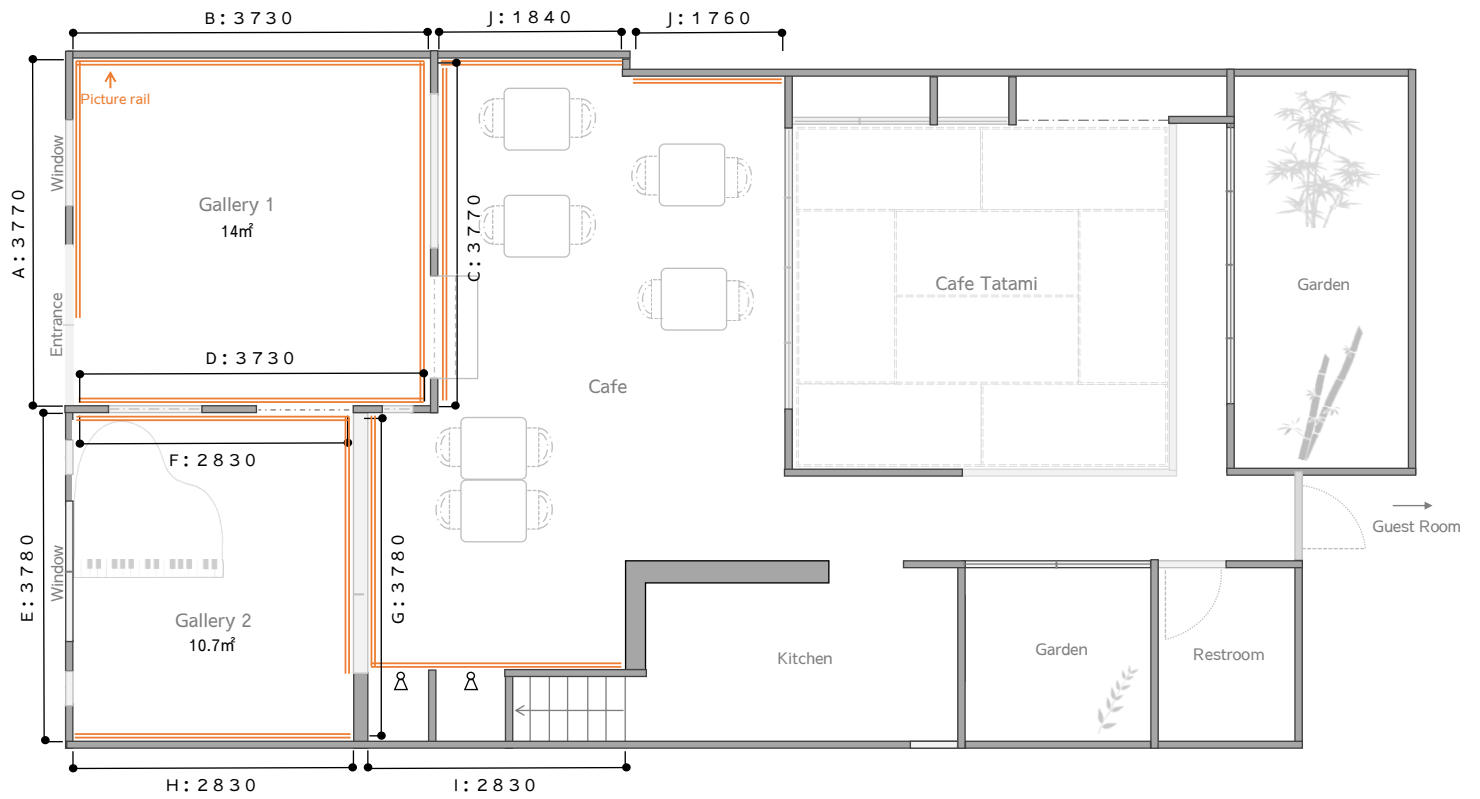 B:3730
J:1840
J:1760
Picture rail
Window
Gallery 1
14㎡
A:3770
C:3770
Entrance
D:3730
Cafe
Cafe Tatami
Garden
F:2830
Guest Room
E:3780
Window
G:3780
Gallery 2
10.7㎡
Kitchen
Garden
Restroom
H:2830
I:2830